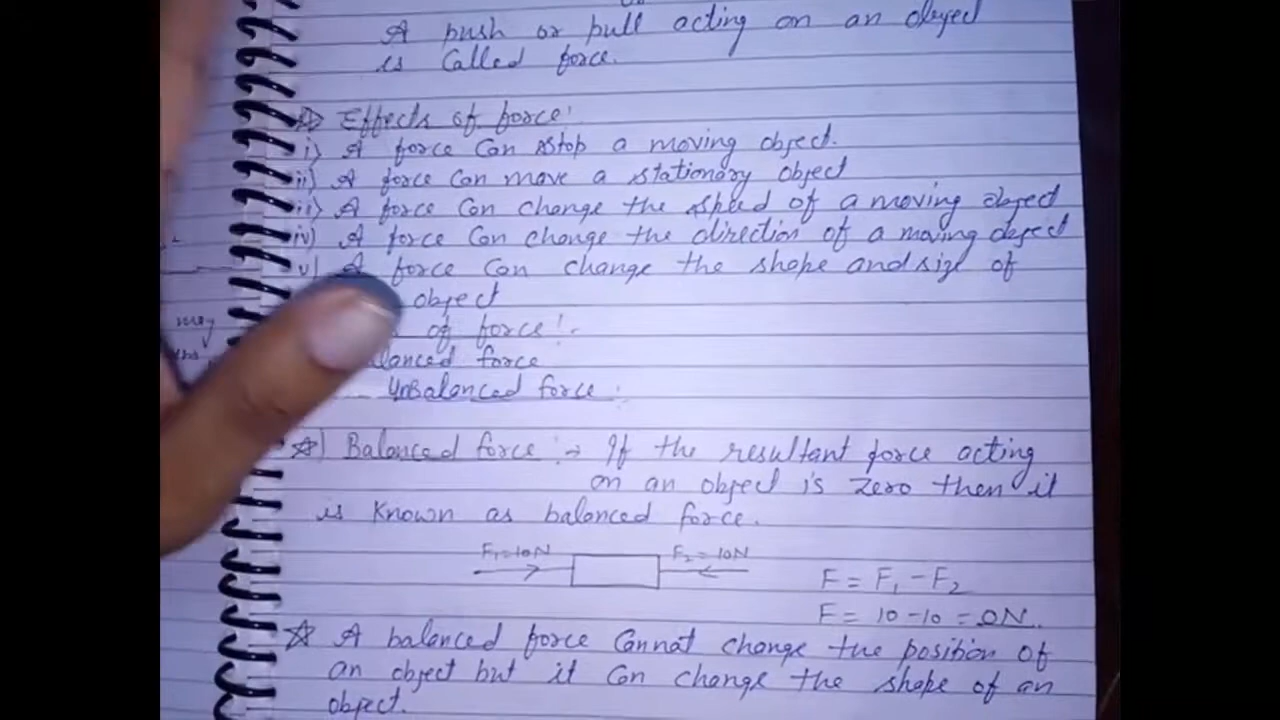 A push or pull acting on an object
is Called force.
Effects of force:
i) A force Can stop a moving object.
ii) A force Can move a stationary object
iii) A force Can change the speed of a moving object
iv) A force Can change the direction of a moving object
v) A force Can change the shape and size of
object
of force:-
alanced force
UnBalanced force :
Balanced force :→ If the resultant force acting
on an object is zero then it
is Known as balanced force.
F₁=10N F₂=10N
F = F₁ - F₂
F = 10 -10 = 0N.
A balanced force Cannat change the position of
an object but it Can change the shape of an
object.